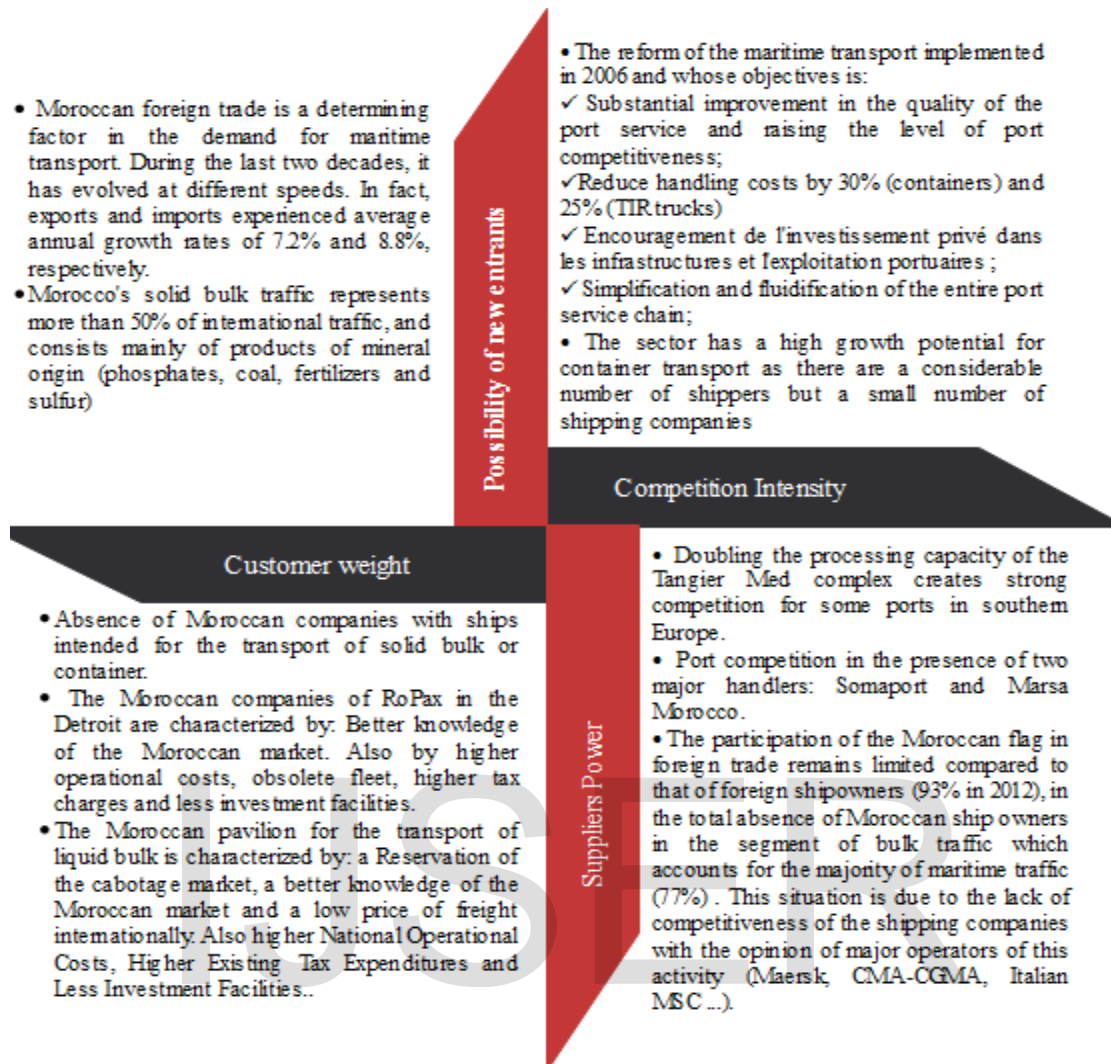 • Moroccan foreign trade is a determining
factor in the demand for maritime
transport. During the last two decades, it
has evolved at different speeds. In fact,
exports and imports experienced average
annual growth rates of 7.2% and 8.8%,
respectively.
•Morocco's solid bulk traffic represents
more than 50% of international traffic, and
consists mainly of products of mineral
origin (phosphates, coal, fertilizers and
sulfur)
Possibility of new entrants
• The reform of the maritime transport implemented
in 2006 and whose objectives is:
✓ Substantial improvement in the quality of the
port service and raising the level of port
competitiveness;
✓Reduce handling costs by 30% (containers) and
25% (TIR trucks)
✓ Encouragement de l'investissement privé dans
les infrastructures et l'exploitation portuaires ;
✓ Simplification and fluidification of the entire port
service chain;
• The sector has a high growth potential for
container transport as there are a considerable
number of shippers but a small number of
shipping companies
Competition Intensity
Customer weight
•Absence of Moroccan companies with ships
intended for the transport of solid bulk or
container.
• The Moroccan companies of RoPax in the
Detroit are characterized by: Better knowledge
of the Moroccan market. Also by higher
operational costs, obsolete fleet, higher tax
charges and less investment facilities.
•The Moroccan pavilion for the transport of
liquid bulk is characterized by: a Reservation of
the cabotage market, a better knowledge of the
Moroccan market and a low price of freight
internationally. Also higher National Operational
Costs, Higher Existing Tax Expenditures and
Less Investment Facilities..
Suppliers Power
• Doubling the processing capacity of the
Tangier Med complex creates strong
competition for some ports in southern
Europe.
• Port competition in the presence of two
major handlers: Somaport and Marsa
Morocco.
• The participation of the Moroccan flag in
foreign trade remains limited compared to
that of foreign shipowners (93% in 2012), in
the total absence of Moroccan ship owners
in the segment of bulk traffic which
accounts for the majority of maritime traffic
(77%) . This situation is due to the lack of
competitiveness of the shipping companies
with the opinion of major operators of this
activity (Maersk, CMA-CGMA, Italian
MSC ...).
IJSER